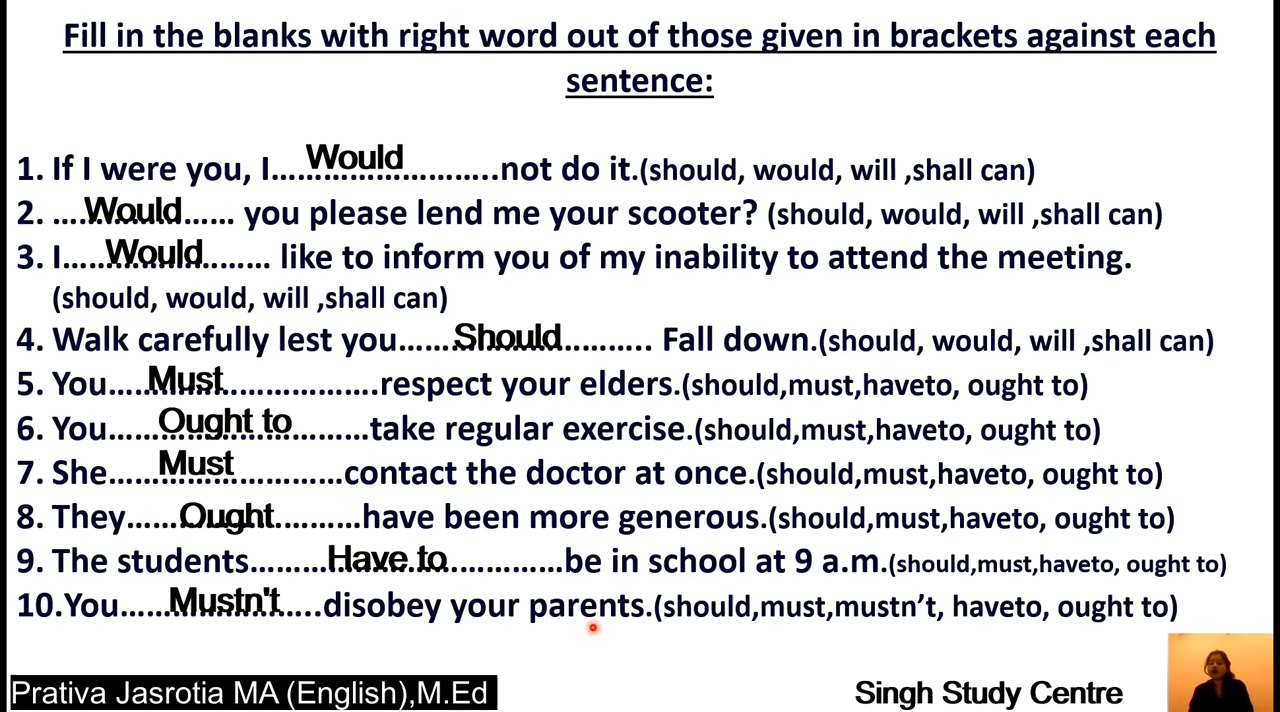 Fill in the blanks with right word out of those given in brackets against each
sentence:
1. If I were you, I……Would……..not do it.(should, would, will ,shall can)
2. …Would…… you please lend me your scooter? (should, would, will ,shall can)
3. I……Would……… like to inform you of my inability to attend the meeting.
(should, would, will ,shall can)
4. Walk carefully lest you……Should……….. Fall down.(should, would, will ,shall can)
5. You……Must…………….respect your elders.(should,must,haveto, ought to)
6. You……Ought to………take regular exercise.(should,must,haveto, ought to)
7. She……Must…………contact the doctor at once.(should,must,haveto, ought to)
8. They……Ought…………have been more generous.(should,must,haveto, ought to)
9. The students………Have to…………be in school at 9 a.m.(should,must,haveto, ought to)
10.You……Mustn't…..disobey your parents.(should,must,mustn’t, haveto, ought to)
Prativa Jasrotia MA (English),M.Ed
Singh Study Centre